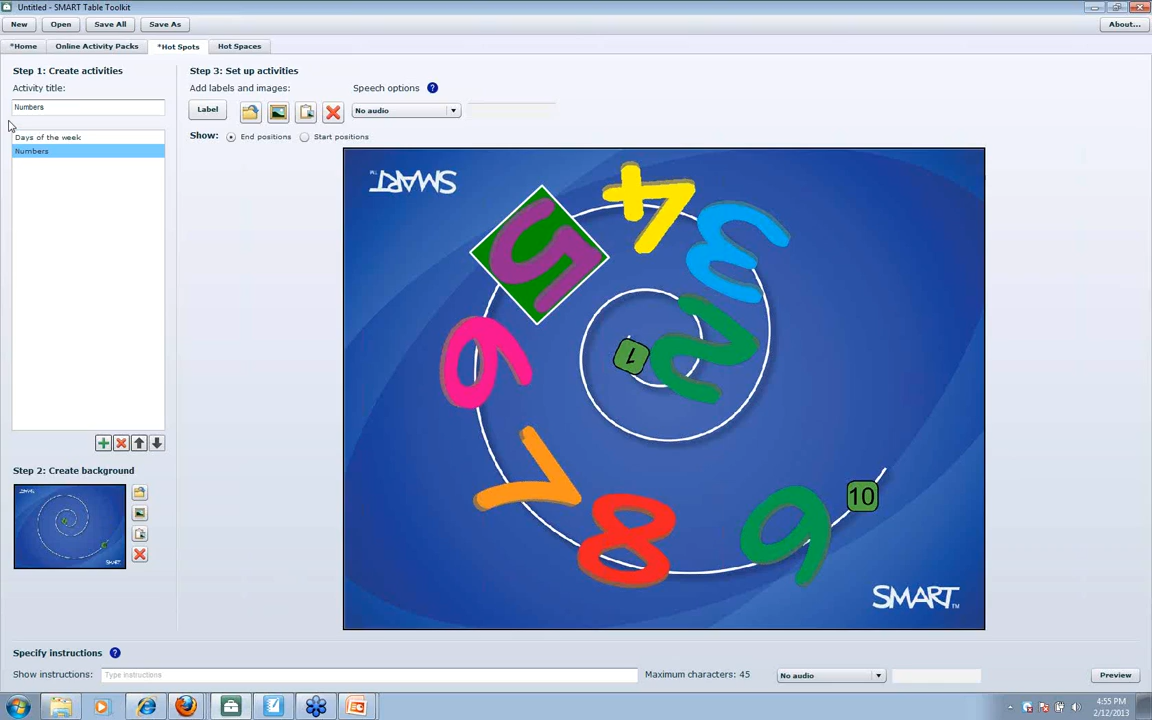 Untitled - SMART Table Toolkit
New Open Save All Save As About...
*Home Online Activity Packs *Hot Spots Hot Spaces
Step 1: Create activities
Activity title:
Numbers
Days of the week
Numbers
Step 2: Create background
SMART
Step 3: Set up activities
Add labels and images: Speech options ?
Label No audio
Show: End positions Start positions
SMART™
4
3
5
2
1
6
7
8
9
10
SMART™
Specify instructions ?
Show instructions: Type instructions Maximum characters: 45 No audio Preview
4:55 PM
2/12/2013